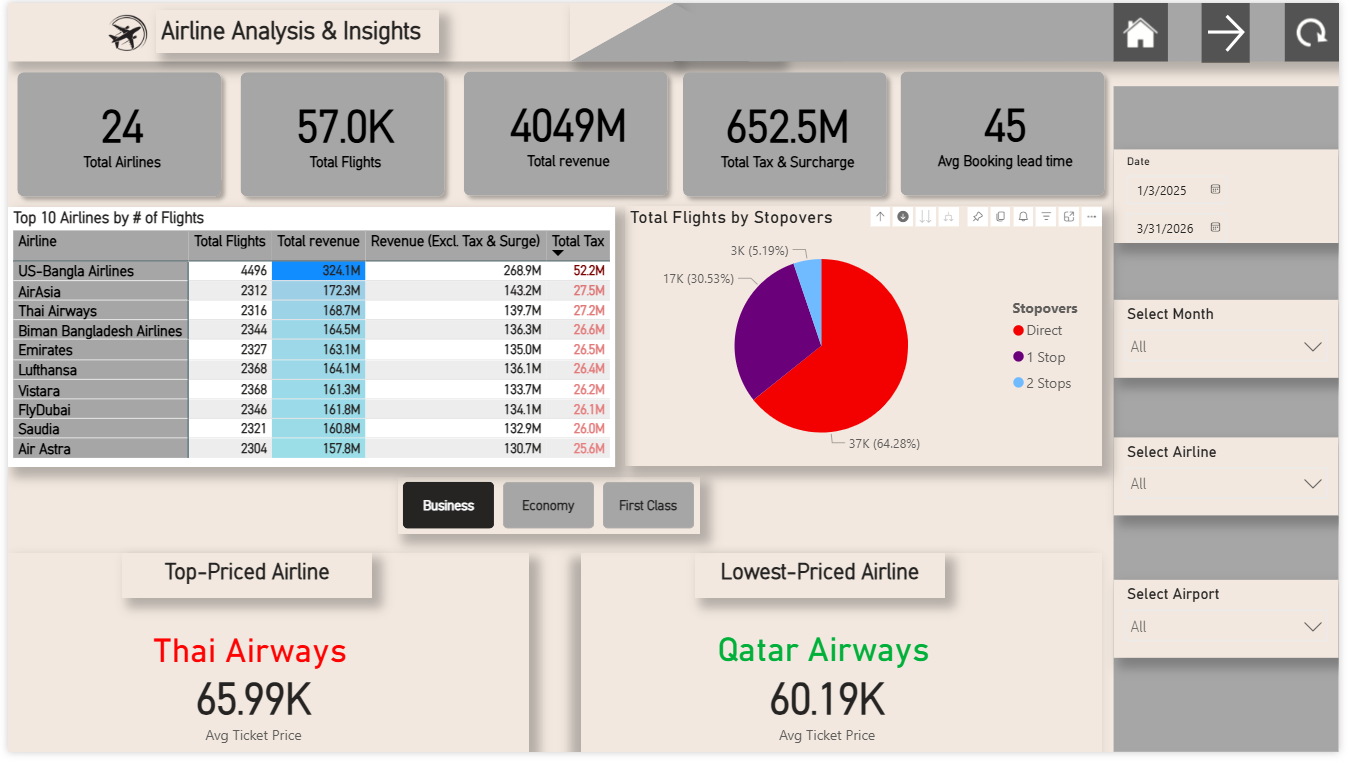 Airline Analysis & Insights
24
Total Airlines
57.0K
Total Flights
4049M
Total revenue
652.5M
Total Tax & Surcharge
45
Avg Booking lead time
Top 10 Airlines by # of Flights
Airline Total Flights Total revenue Revenue (Excl. Tax & Surge) Total Tax
US-Bangla Airlines 4496 324.1M 268.9M 52.2M
AirAsia 2312 172.3M 143.2M 27.5M
Thai Airways 2316 168.7M 139.7M 27.2M
Biman Bangladesh Airlines 2344 164.5M 136.3M 26.6M
Emirates 2327 163.1M 135.0M 26.5M
Lufthansa 2368 164.1M 136.1M 26.4M
Vistara 2368 161.3M 133.7M 26.2M
FlyDubai 2346 161.8M 134.1M 26.1M
Saudia 2321 160.8M 132.9M 26.0M
Air Astra 2304 157.8M 130.7M 25.6M
Total Flights by Stopovers
3K (5.19%)
17K (30.53%)
37K (64.28%)
Stopovers
Direct
1 Stop
2 Stops
Date
1/3/2025
3/31/2026
Select Month
All
Select Airline
All
Select Airport
All
Business
Economy
First Class
Top-Priced Airline
Thai Airways
65.99K
Avg Ticket Price
Lowest-Priced Airline
Qatar Airways
60.19K
Avg Ticket Price